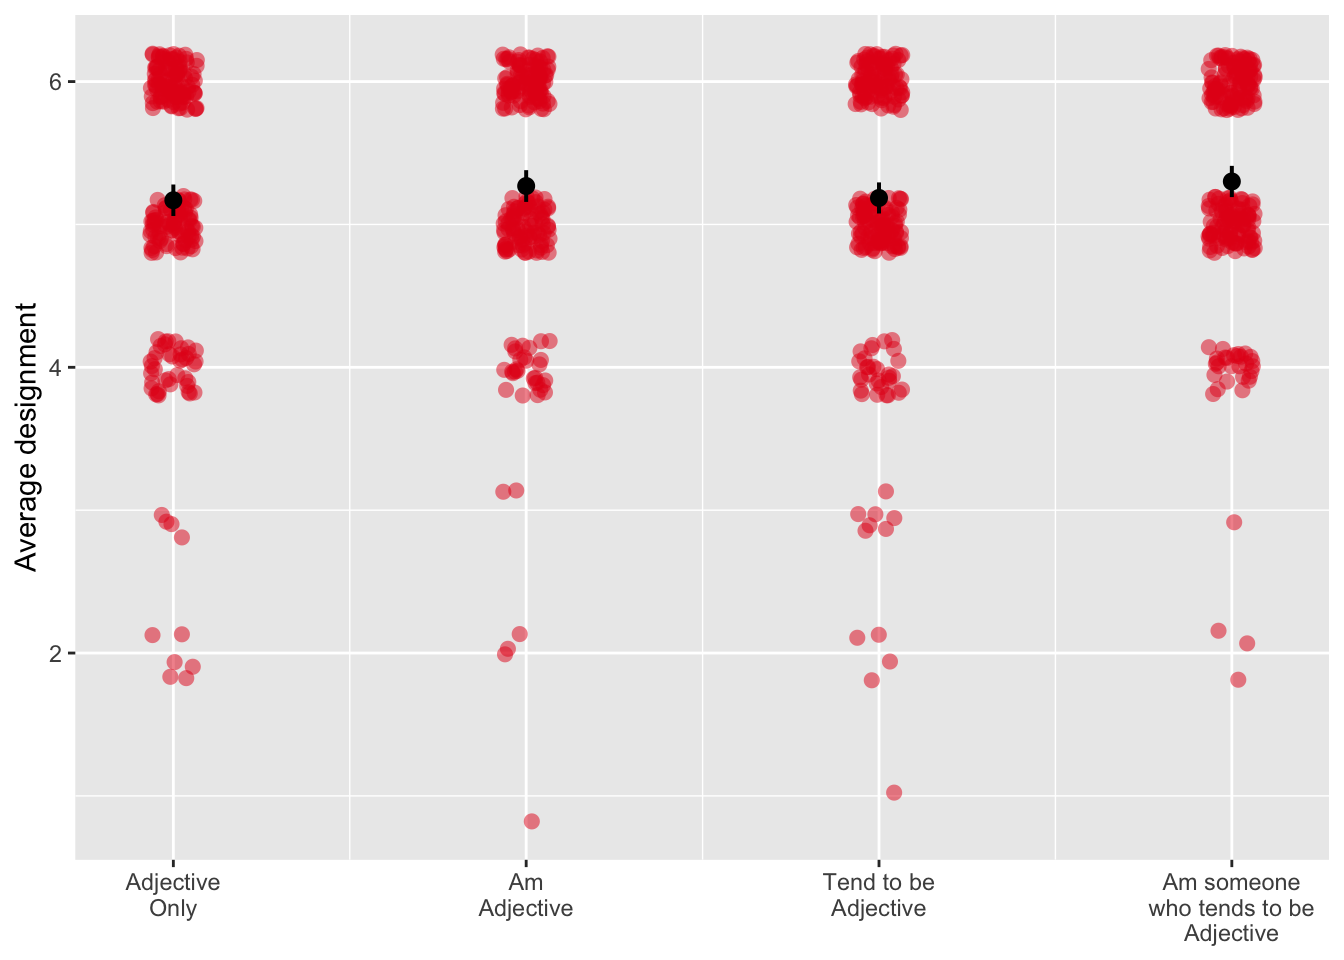 Average designment
6
4
2
Adjective
Only
Am
Adjective
Tend to be
Adjective
Am someone
who tends to be
Adjective